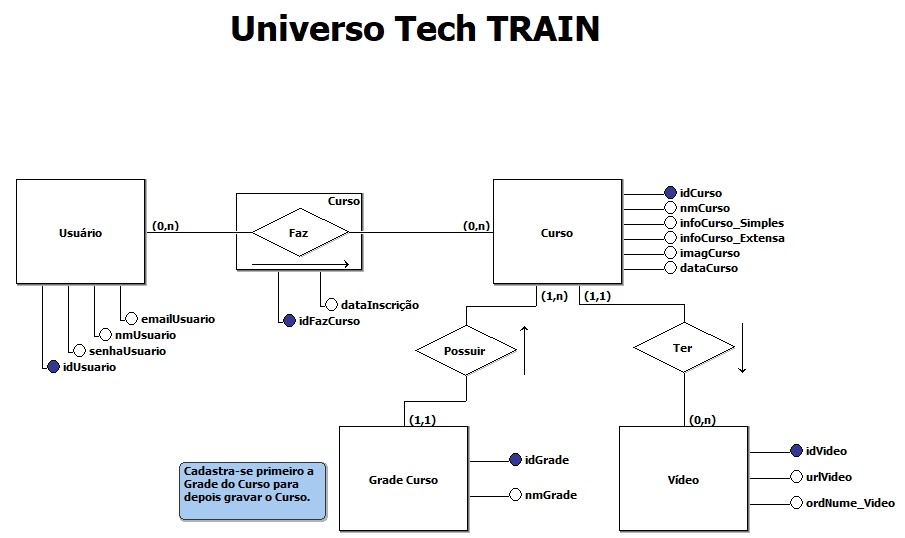 Universo Tech TRAIN
Usuário
(0,n)
Curso
Faz
(0,n)
Curso
idCurso
nmCurso
infoCurso_Simples
infoCurso_Extensa
imagCurso
dataCurso
emailUsuario
nmUsuario
senhaUsuario
idUsuario
dataInscrição
idFazCurso
(1,n)
(1,1)
Possuir
Ter
(1,1)
(0,n)
Cadastra-se primeiro a
Grade do Curso para
depois gravar o Curso.
Grade Curso
idGrade
nmGrade
Vídeo
idVideo
urlVideo
ordNume_Video